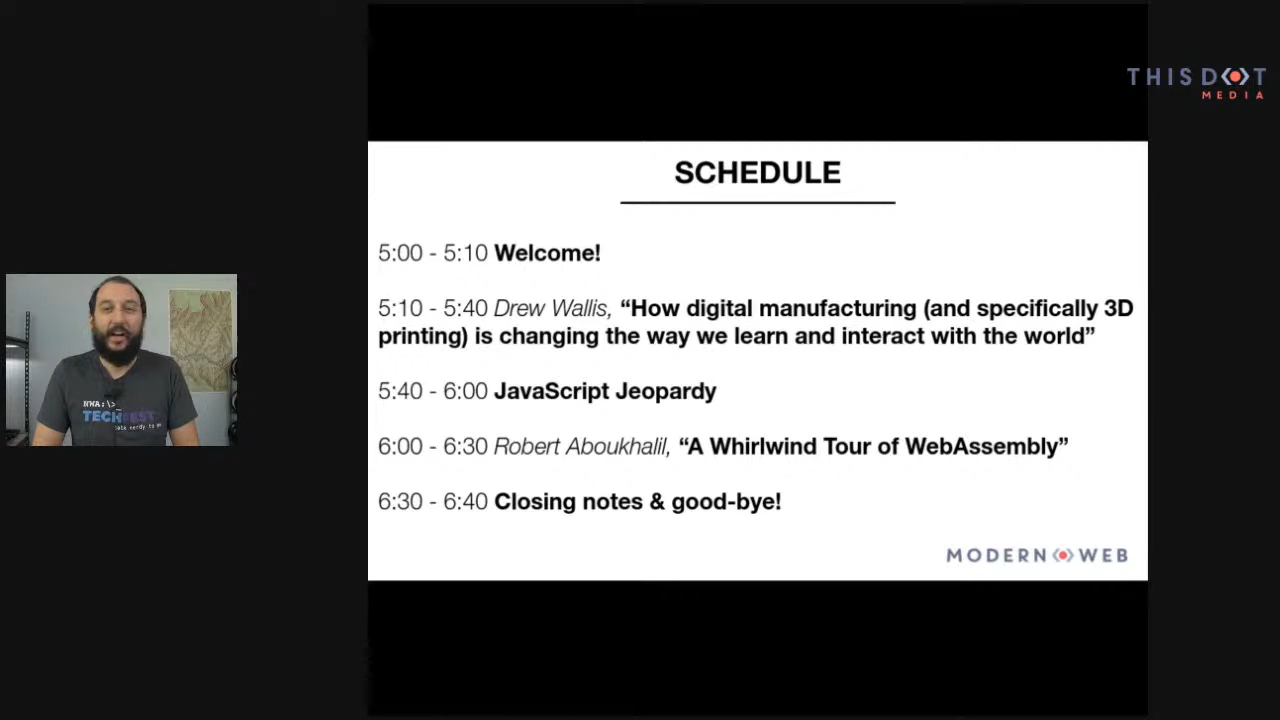 THIS DOT
MEDIA
SCHEDULE
5:00 - 5:10 Welcome!
5:10 - 5:40 Drew Wallis, “How digital manufacturing (and specifically 3D
printing) is changing the way we learn and interact with the world”
5:40 - 6:00 JavaScript Jeopardy
6:00 - 6:30 Robert Aboukhalil, “A Whirlwind Tour of WebAssembly”
6:30 - 6:40 Closing notes & good-bye!
MODERN WEB
NWA:\>_
TECHFEST